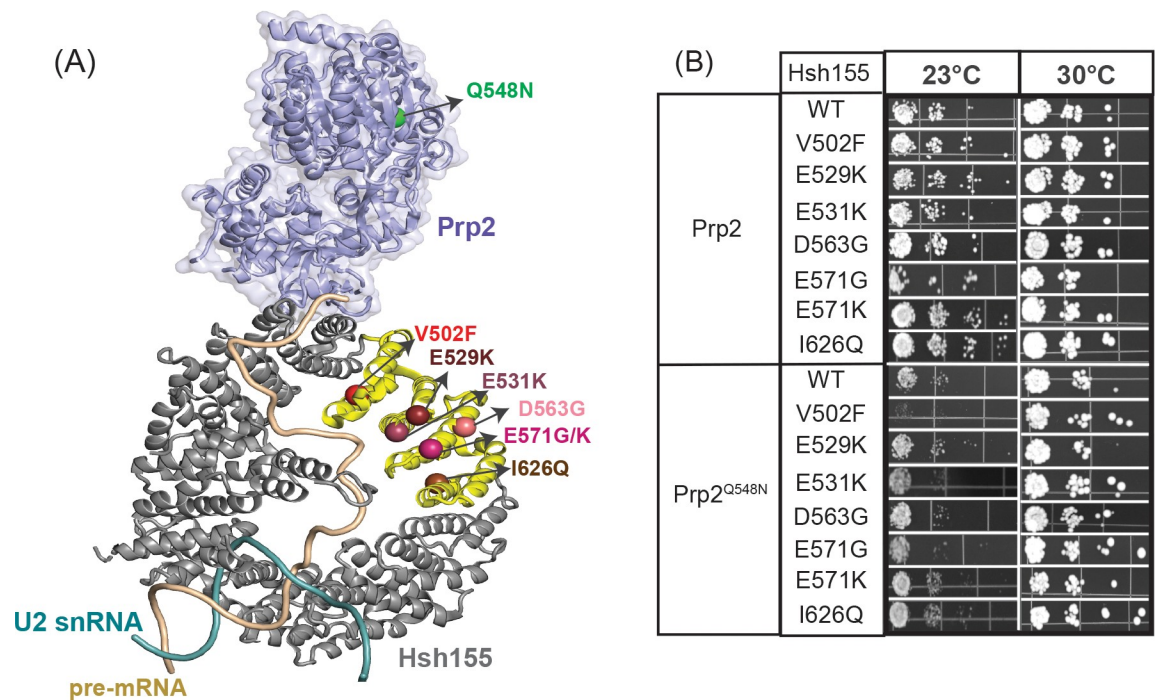 (A)
Q548N
Prp2
V502F
E529K
E531K
D563G
E571G/K
I626Q
U2 snRNA
Hsh155
pre-mRNA
(B)
Hsh155 23°C 30°C
Prp2
WT
V502F
E529K
E531K
D563G
E571G
E571K
I626Q
Prp2Q548N
WT
V502F
E529K
E531K
D563G
E571G
E571K
I626Q